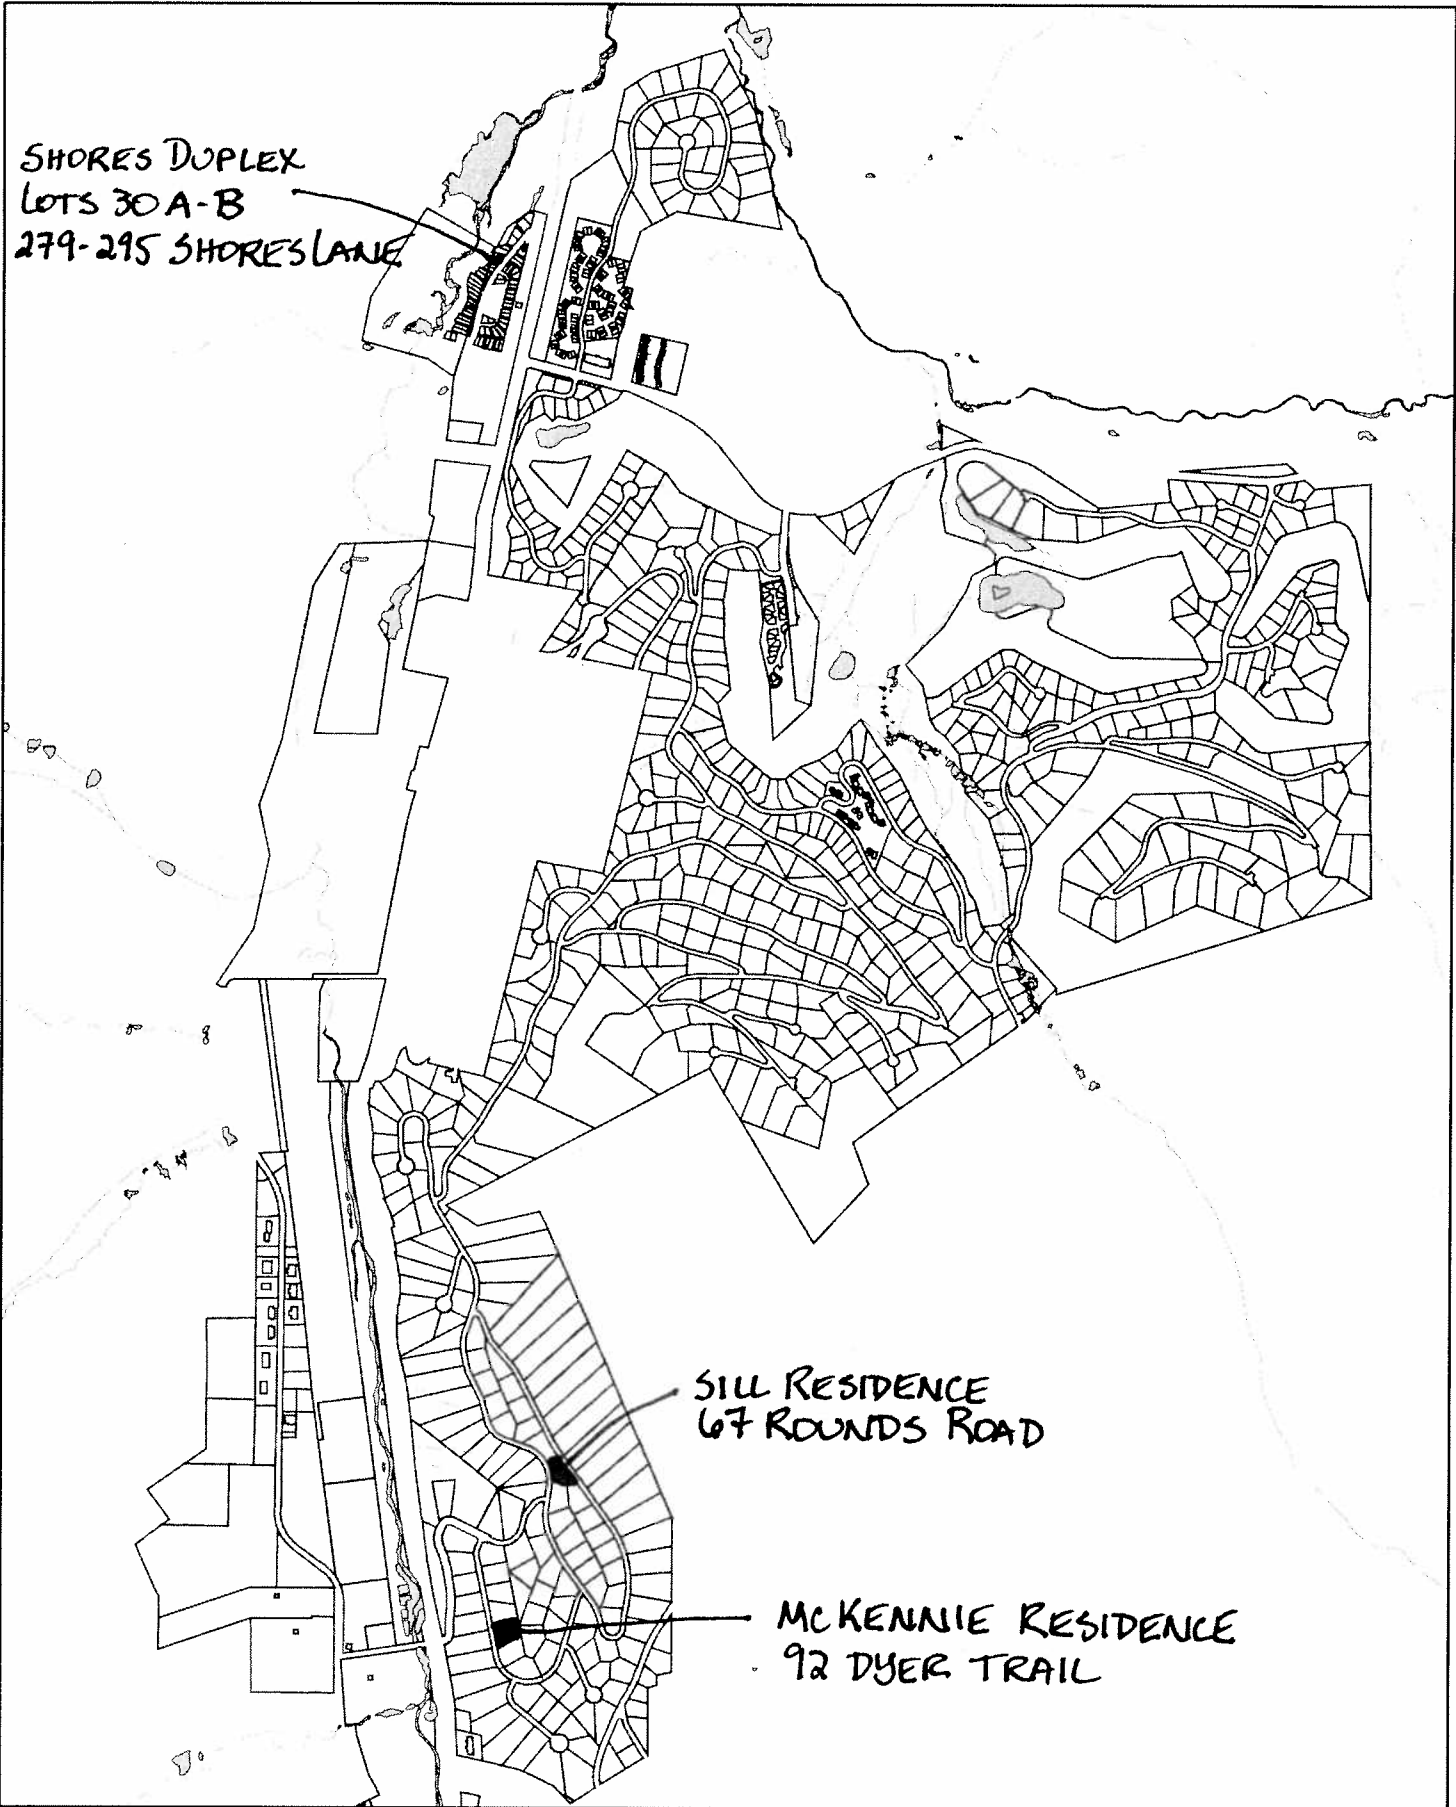 SHORES DUPLEX
LOTS 30 A-B
279-295 SHORES LANE
SILL RESIDENCE
67 ROUNDS ROAD
MCKENNIE RESIDENCE
92 DYER TRAIL